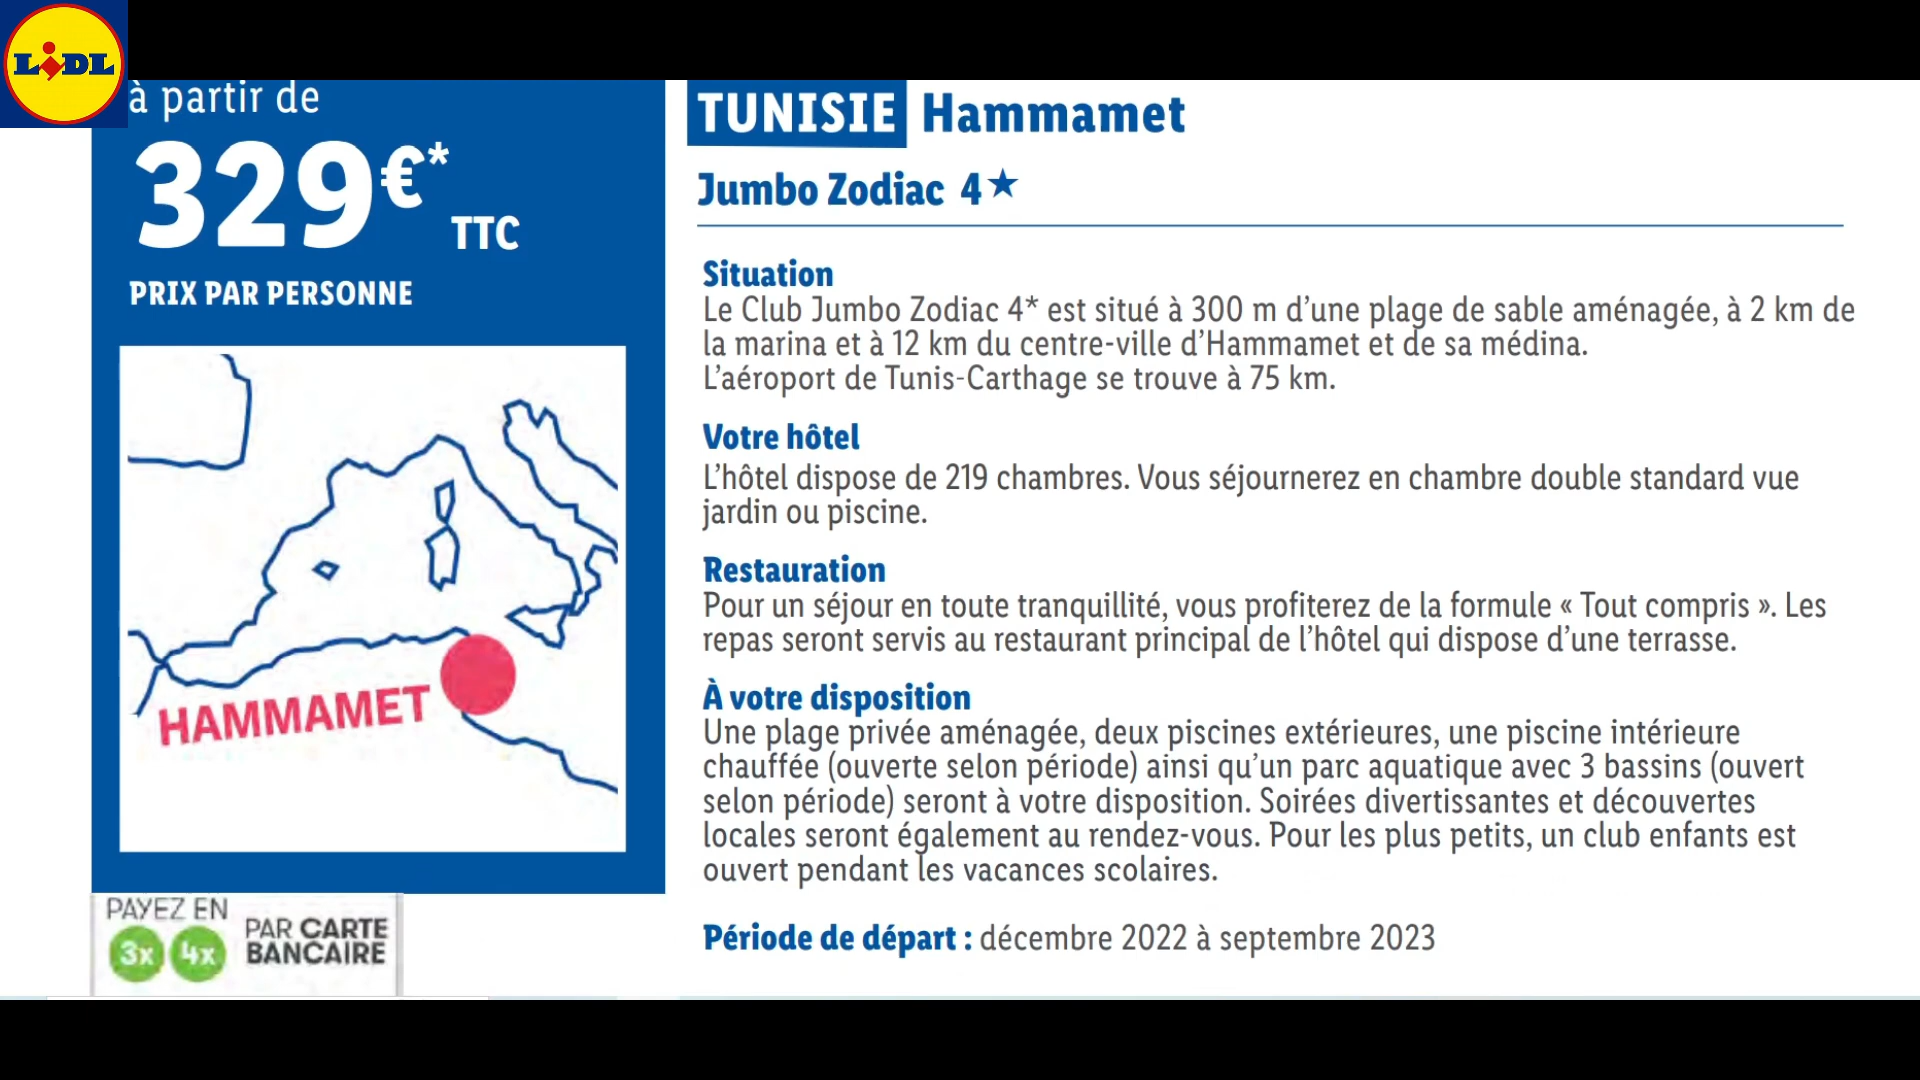 LIDL
à partir de
329€*
TTC
PRIX PAR PERSONNE
HAMMAMET
PAYEZ EN
3x 4x
PAR CARTE
BANCAIRE
TUNISIE Hammamet
Jumbo Zodiac 4★
Situation
Le Club Jumbo Zodiac 4* est situé à 300 m d’une plage de sable aménagée, à 2 km de
la marina et à 12 km du centre-ville d’Hammamet et de sa médina.
L’aéroport de Tunis-Carthage se trouve à 75 km.
Votre hôtel
L’hôtel dispose de 219 chambres. Vous séjournerez en chambre double standard vue
jardin ou piscine.
Restauration
Pour un séjour en toute tranquillité, vous profiterez de la formule « Tout compris ». Les
repas seront servis au restaurant principal de l’hôtel qui dispose d’une terrasse.
À votre disposition
Une plage privée aménagée, deux piscines extérieures, une piscine intérieure
chauffée (ouverte selon période) ainsi qu’un parc aquatique avec 3 bassins (ouvert
selon période) seront à votre disposition. Soirées divertissantes et découvertes
locales seront également au rendez-vous. Pour les plus petits, un club enfants est
ouvert pendant les vacances scolaires.
Période de départ : décembre 2022 à septembre 2023